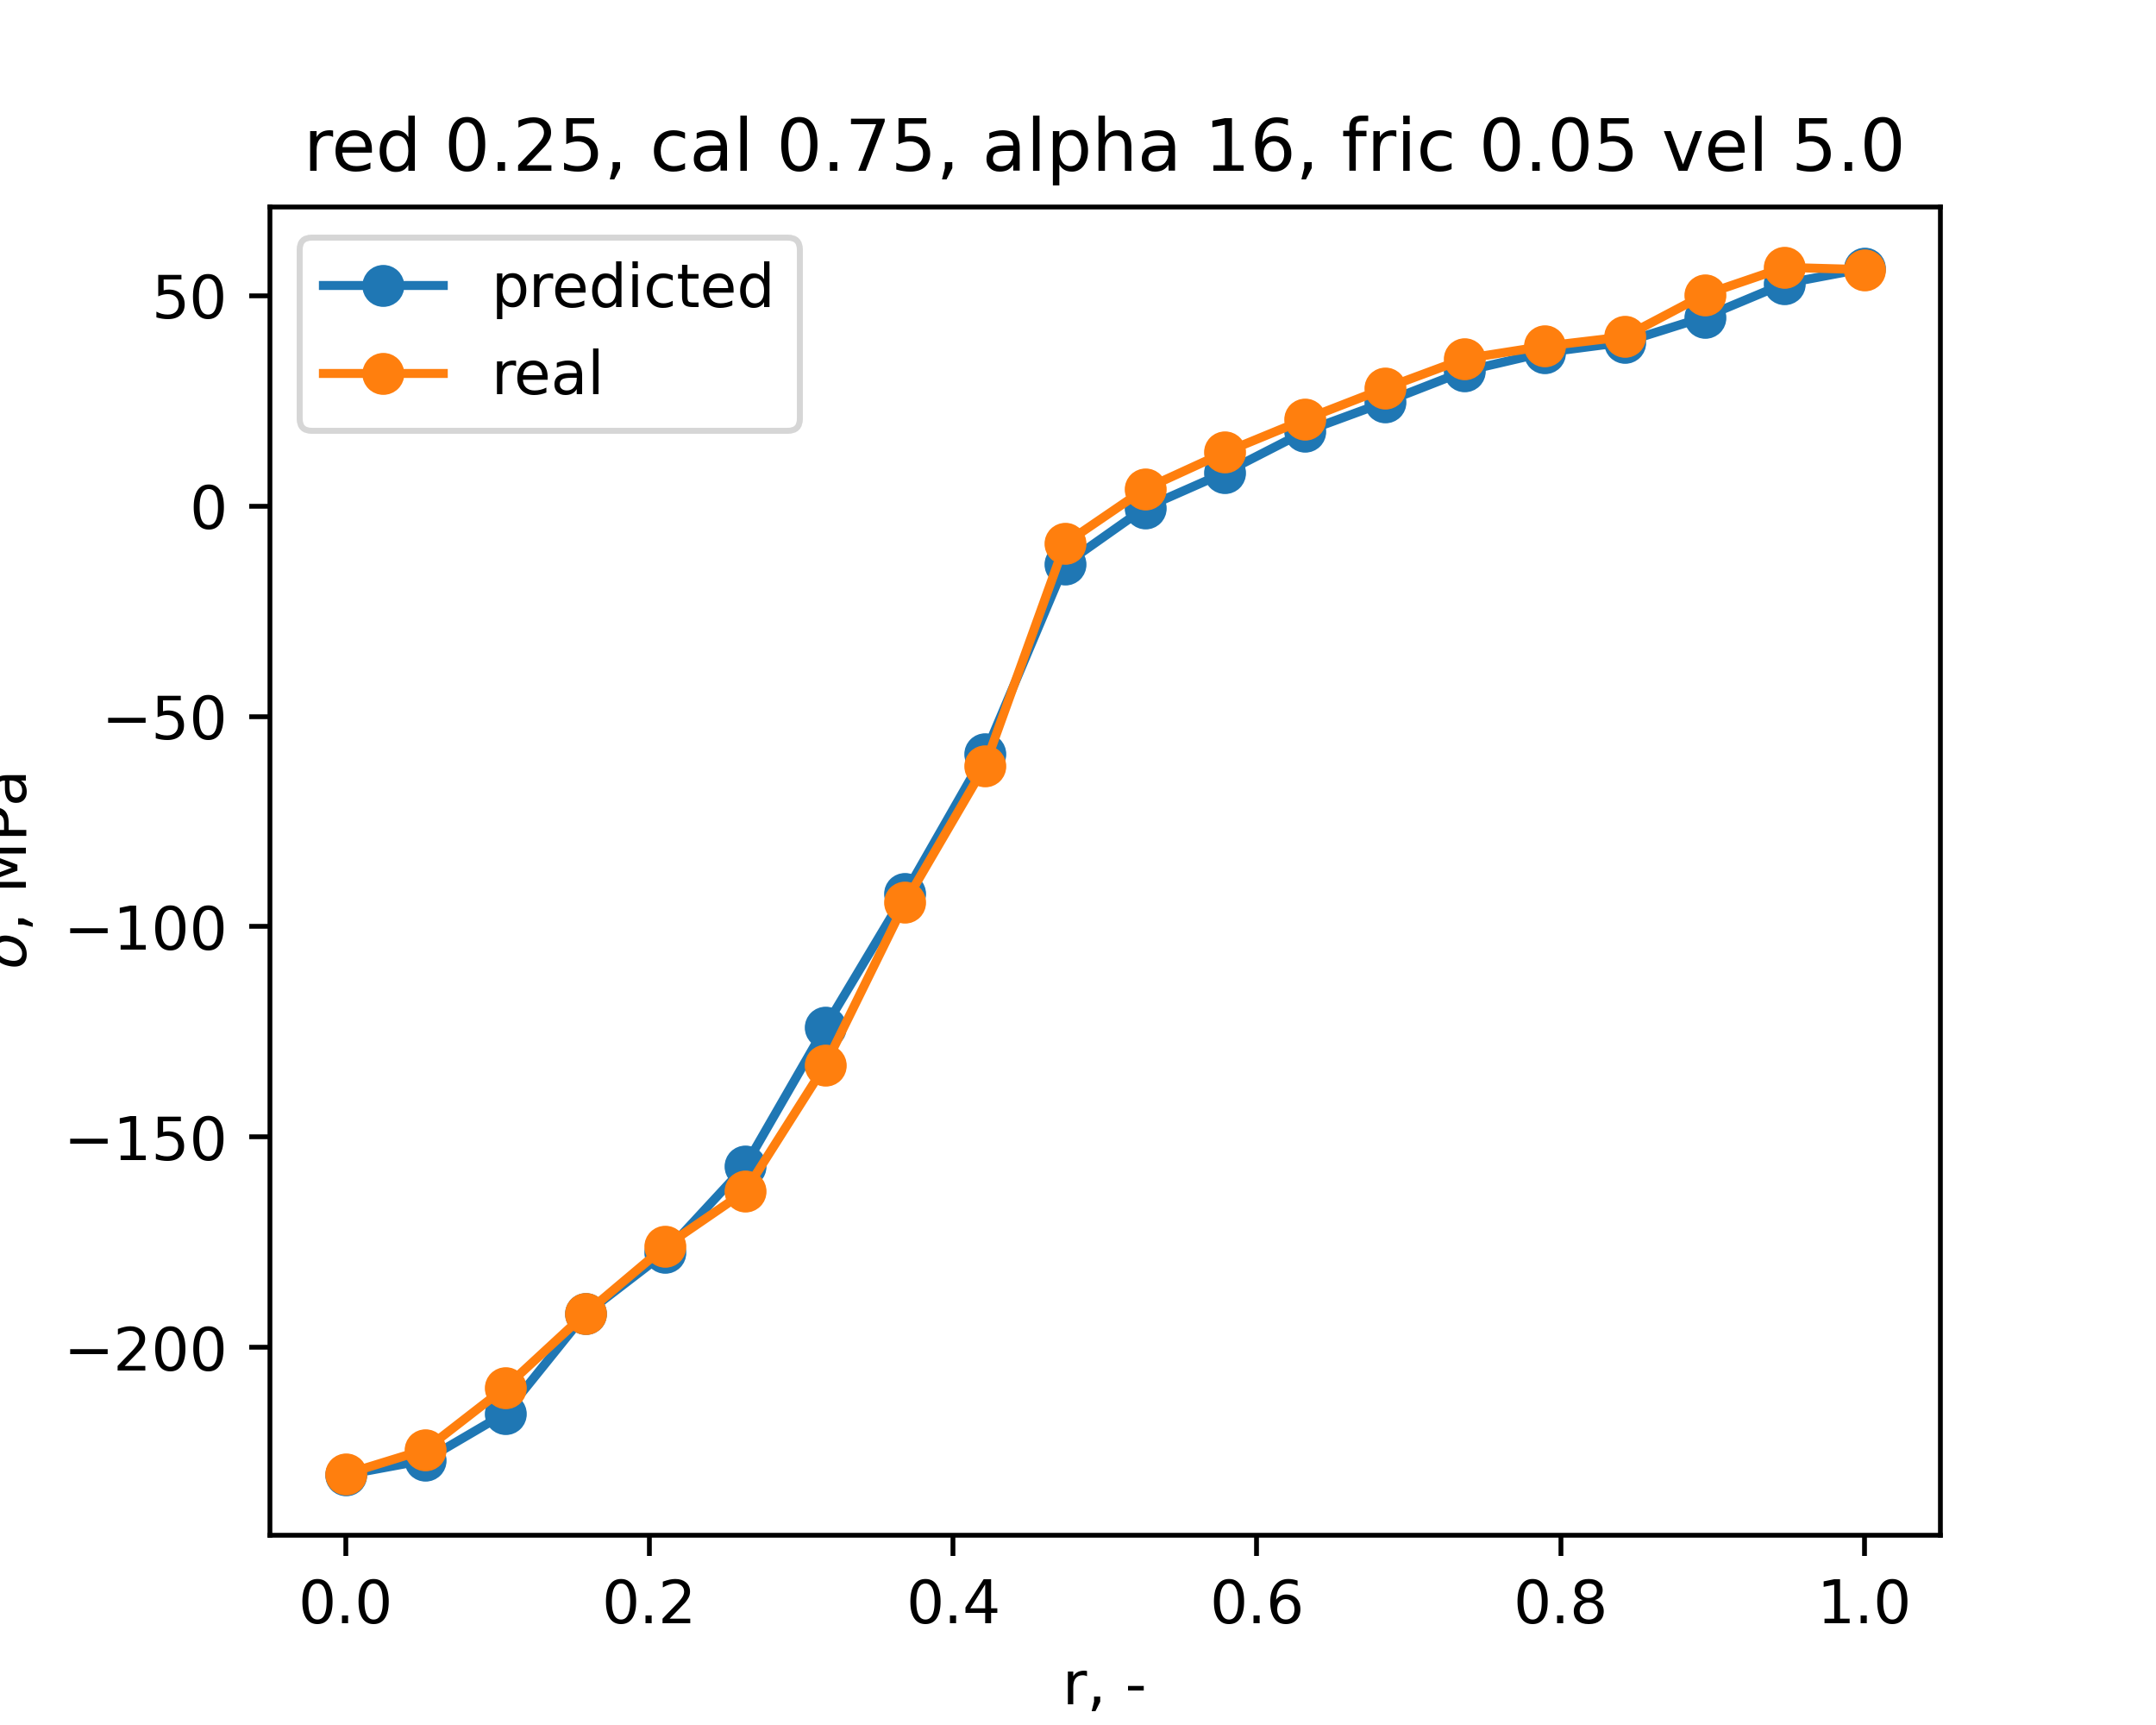 red 0.25, cal 0.75, alpha 16, fric 0.05 vel 5.0
predicted
real
50
0
−50
−100
−150
−200
σ, MPa
0.0 0.2 0.4 0.6 0.8 1.0
r, -